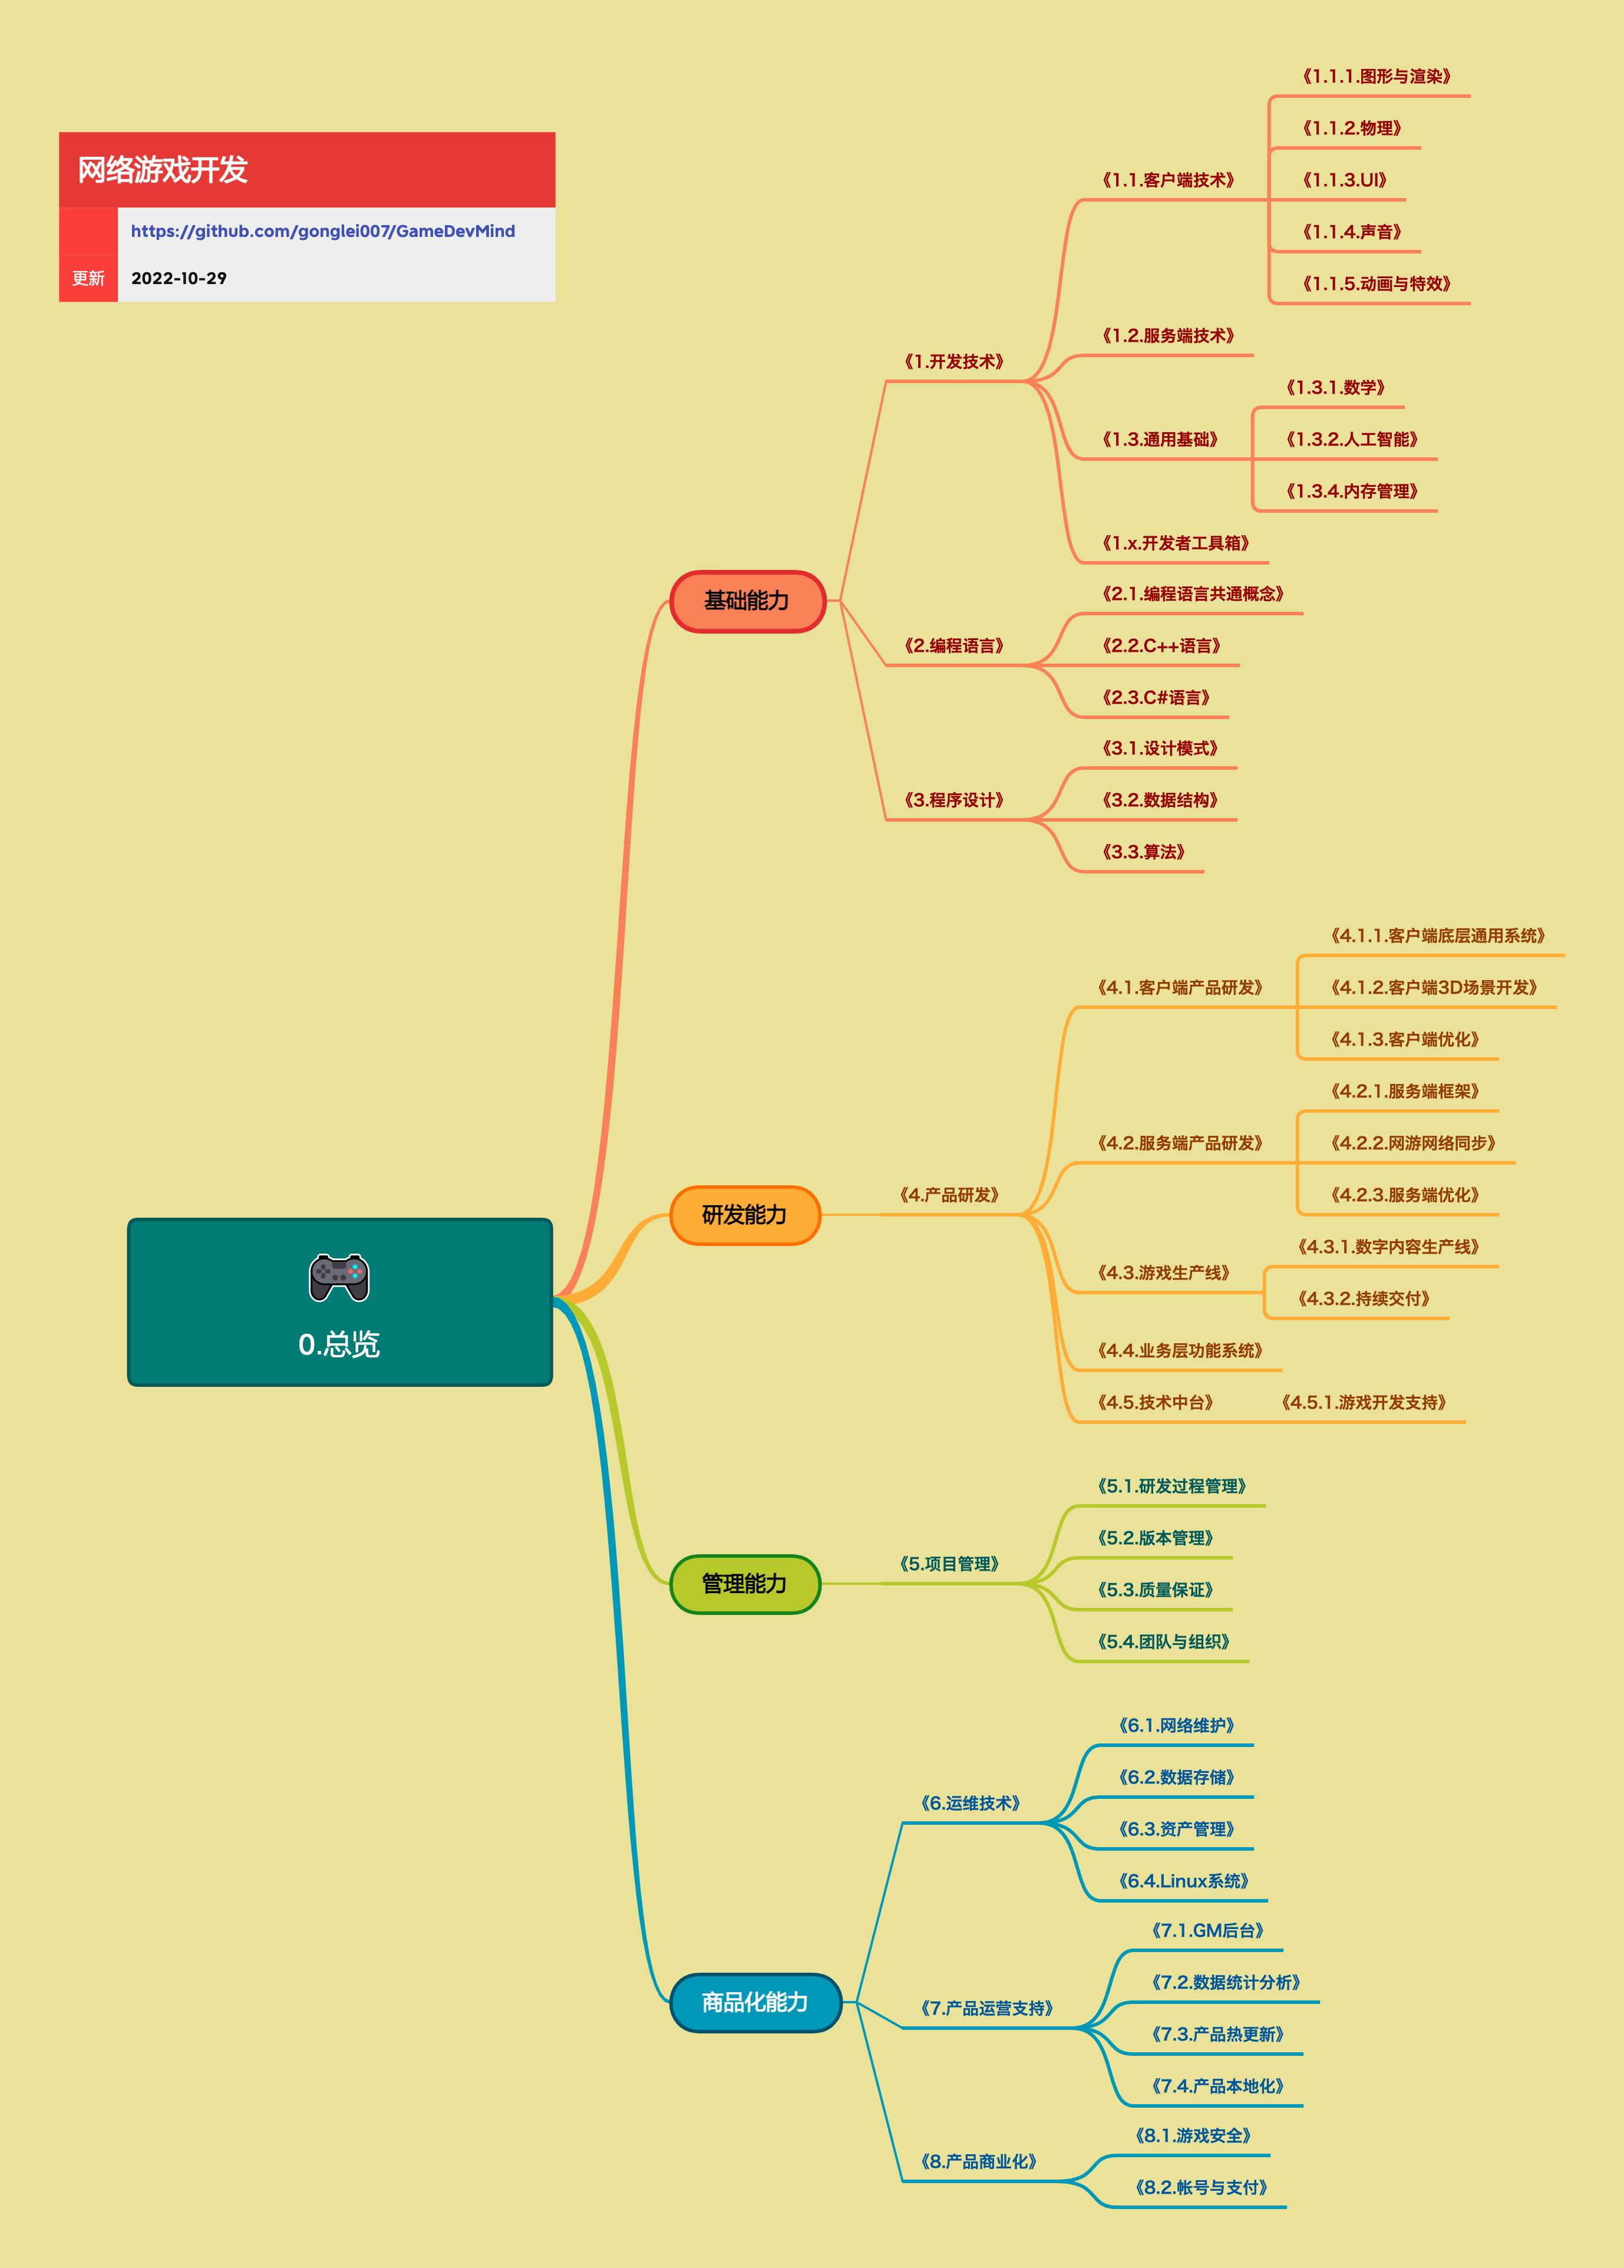 网络游戏开发
https://github.com/gonglei007/GameDevMind
更新 2022-10-29
0.总览
基础能力
《1.开发技术》
《1.1.客户端技术》
《1.1.1.图形与渲染》
《1.1.2.物理》
《1.1.3.UI》
《1.1.4.声音》
《1.1.5.动画与特效》
《1.2.服务端技术》
《1.3.通用基础》
《1.3.1.数学》
《1.3.2.人工智能》
《1.3.4.内存管理》
《1.x.开发者工具箱》
《2.编程语言》
《2.1.编程语言共通概念》
《2.2.C++语言》
《2.3.C#语言》
《3.程序设计》
《3.1.设计模式》
《3.2.数据结构》
《3.3.算法》
研发能力
《4.产品研发》
《4.1.客户端产品研发》
《4.1.1.客户端底层通用系统》
《4.1.2.客户端3D场景开发》
《4.1.3.客户端优化》
《4.2.服务端产品研发》
《4.2.1.服务端框架》
《4.2.2.网游网络同步》
《4.2.3.服务端优化》
《4.3.游戏生产线》
《4.3.1.数字内容生产线》
《4.3.2.持续交付》
《4.4.业务层功能系统》
《4.5.技术中台》
《4.5.1.游戏开发支持》
管理能力
《5.项目管理》
《5.1.研发过程管理》
《5.2.版本管理》
《5.3.质量保证》
《5.4.团队与组织》
商品化能力
《6.运维技术》
《6.1.网络维护》
《6.2.数据存储》
《6.3.资产管理》
《6.4.Linux系统》
《7.产品运营支持》
《7.1.GM后台》
《7.2.数据统计分析》
《7.3.产品热更新》
《7.4.产品本地化》
《8.产品商业化》
《8.1.游戏安全》
《8.2.帐号与支付》